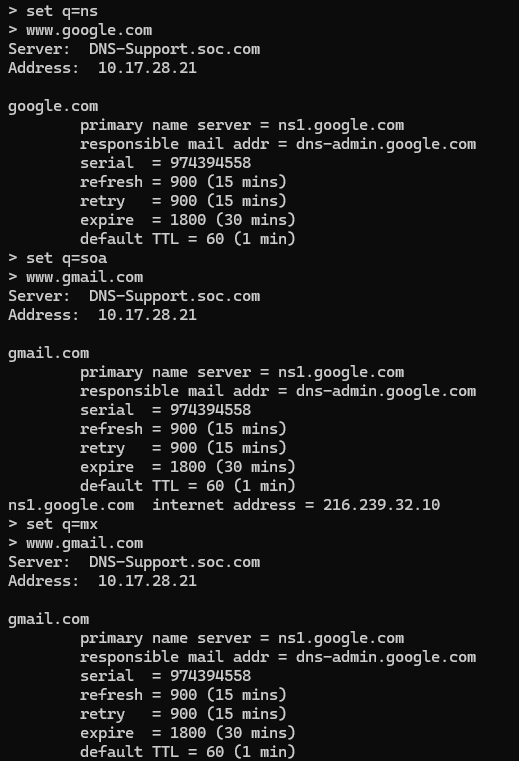 > set q=ns
> www.google.com
Server:  DNS-Support.soc.com
Address:  10.17.28.21

google.com
        primary name server = ns1.google.com
        responsible mail addr = dns-admin.google.com
        serial  = 974394558
        refresh = 900 (15 mins)
        retry   = 900 (15 mins)
        expire  = 1800 (30 mins)
        default TTL = 60 (1 min)
> set q=soa
> www.gmail.com
Server:  DNS-Support.soc.com
Address:  10.17.28.21

gmail.com
        primary name server = ns1.google.com
        responsible mail addr = dns-admin.google.com
        serial  = 974394558
        refresh = 900 (15 mins)
        retry   = 900 (15 mins)
        expire  = 1800 (30 mins)
        default TTL = 60 (1 min)
ns1.google.com  internet address = 216.239.32.10
> set q=mx
> www.gmail.com
Server:  DNS-Support.soc.com
Address:  10.17.28.21

gmail.com
        primary name server = ns1.google.com
        responsible mail addr = dns-admin.google.com
        serial  = 974394558
        refresh = 900 (15 mins)
        retry   = 900 (15 mins)
        expire  = 1800 (30 mins)
        default TTL = 60 (1 min)